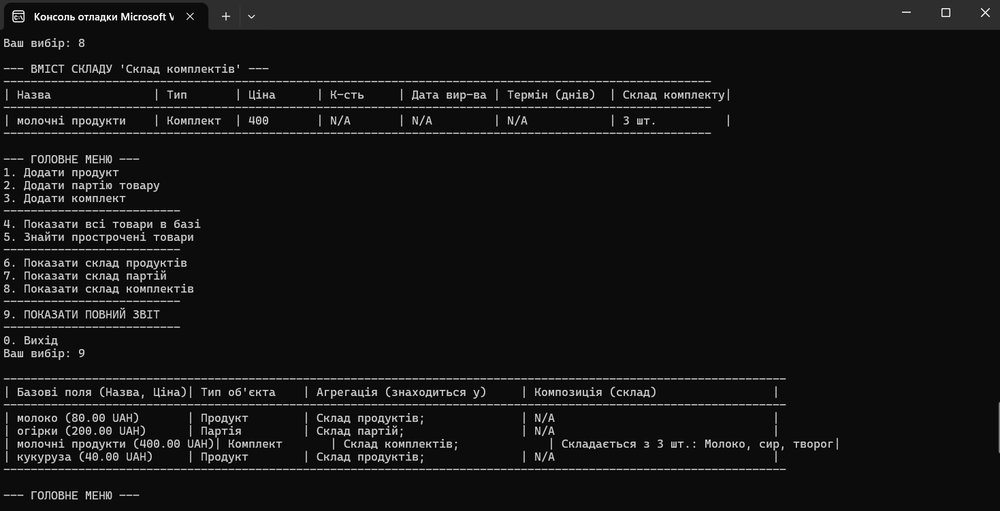 Консоль отладки Microsoft V
Ваш вибір: 8
--- ВМІСТ СКЛАДУ 'Склад комплектів' ---
--------------------------------------------------------------------------------------------------------
| Назва               | Тип       | Ціна      | К-сть     | Дата вир-ва | Термін (днів)  | Склад комплекту|
--------------------------------------------------------------------------------------------------------
| молочні продукти    | Комплект  | 400       | N/A       | N/A         | N/A            | 3 шт.          |
--------------------------------------------------------------------------------------------------------
--- ГОЛОВНЕ МЕНЮ ---
1. Додати продукт
2. Додати партію товару
3. Додати комплект
--------------------------
4. Показати всі товари в базі
5. Знайти прострочені товари
--------------------------
6. Показати склад продуктів
7. Показати склад партій
8. Показати склад комплектів
--------------------------
9. ПОКАЗАТИ ПОВНИЙ ЗВІТ
--------------------------
0. Вихід
Ваш вибір: 9
-------------------------------------------------------------------------------------------------------------------
| Базові поля (Назва, Ціна)| Тип об'єкта    | Агрегація (знаходиться у)     | Композиція (склад)                 |
-------------------------------------------------------------------------------------------------------------------
| молоко (80.00 UAH)       | Продукт        | Склад продуктів;              | N/A                                |
| огірки (200.00 UAH)      | Партія         | Склад партій;                 | N/A                                |
| молочні продукти (400.00 UAH)| Комплект       | Склад комплектів;             | Складається з 3 шт.: Молоко, сир, творог|
| кукуруза (40.00 UAH)     | Продукт        | Склад продуктів;              | N/A                                |
-------------------------------------------------------------------------------------------------------------------
--- ГОЛОВНЕ МЕНЮ ---